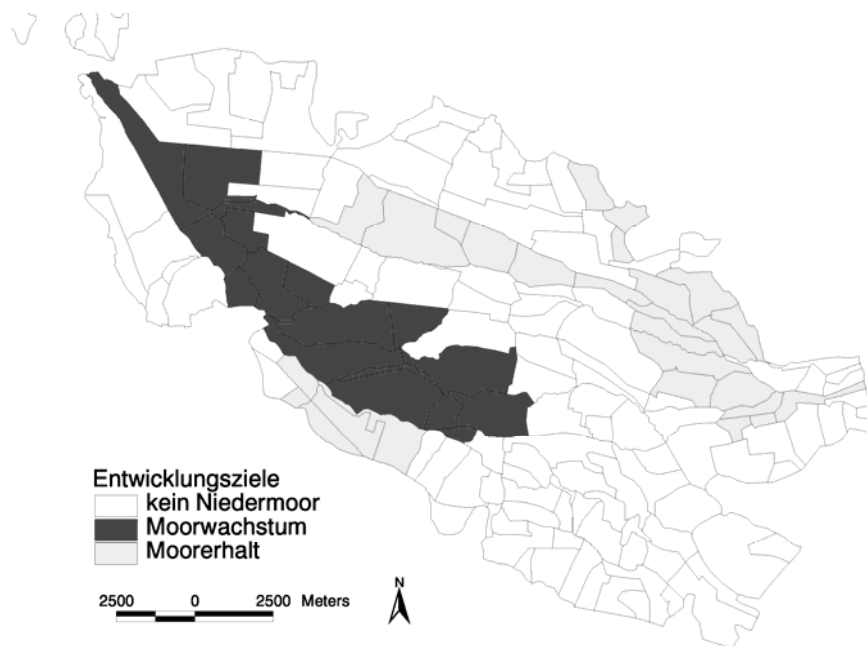 Entwicklungsziele
kein Niedermoor
Moorwachstum
Moorerhalt
2500 0 2500 Meters
N